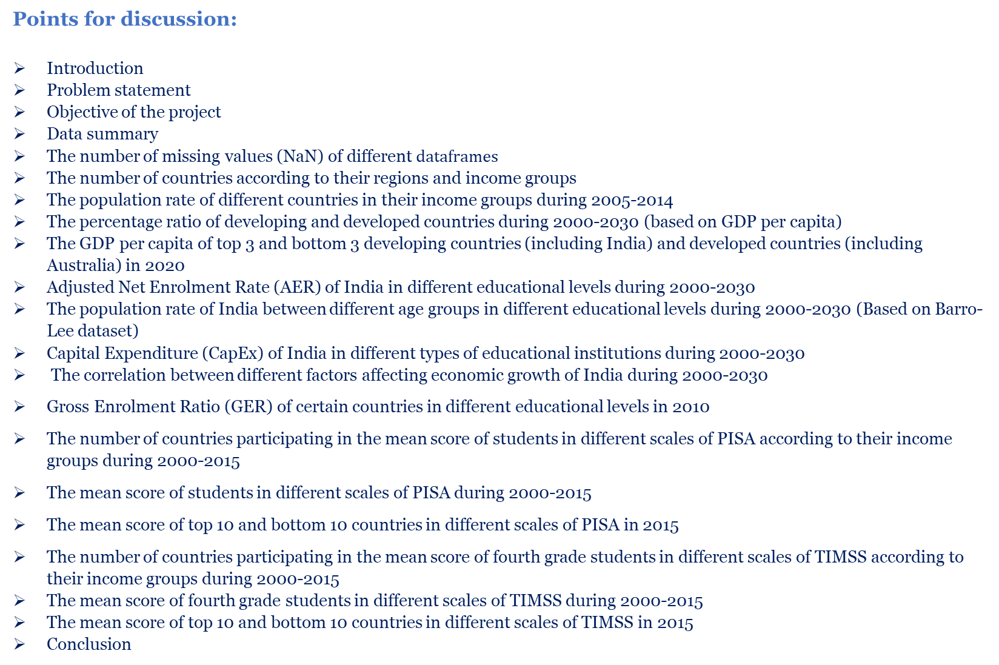 Points for discussion:
➢ Introduction
➢ Problem statement
➢ Objective of the project
➢ Data summary
➢ The number of missing values (NaN) of different dataframes
➢ The number of countries according to their regions and income groups
➢ The population rate of different countries in their income groups during 2005-2014
➢ The percentage ratio of developing and developed countries during 2000-2030 (based on GDP per capita)
➢ The GDP per capita of top 3 and bottom 3 developing countries (including India) and developed countries (including
Australia) in 2020
➢ Adjusted Net Enrolment Rate (AER) of India in different educational levels during 2000-2030
➢ The population rate of India between different age groups in different educational levels during 2000-2030 (Based on Barro-
Lee dataset)
➢ Capital Expenditure (CapEx) of India in different types of educational institutions during 2000-2030
➢ The correlation between different factors affecting economic growth of India during 2000-2030
➢ Gross Enrolment Ratio (GER) of certain countries in different educational levels in 2010
➢ The number of countries participating in the mean score of students in different scales of PISA according to their income
groups during 2000-2015
➢ The mean score of students in different scales of PISA during 2000-2015
➢ The mean score of top 10 and bottom 10 countries in different scales of PISA in 2015
➢ The number of countries participating in the mean score of fourth grade students in different scales of TIMSS according to
their income groups during 2000-2015
➢ The mean score of fourth grade students in different scales of TIMSS during 2000-2015
➢ The mean score of top 10 and bottom 10 countries in different scales of TIMSS in 2015
➢ Conclusion